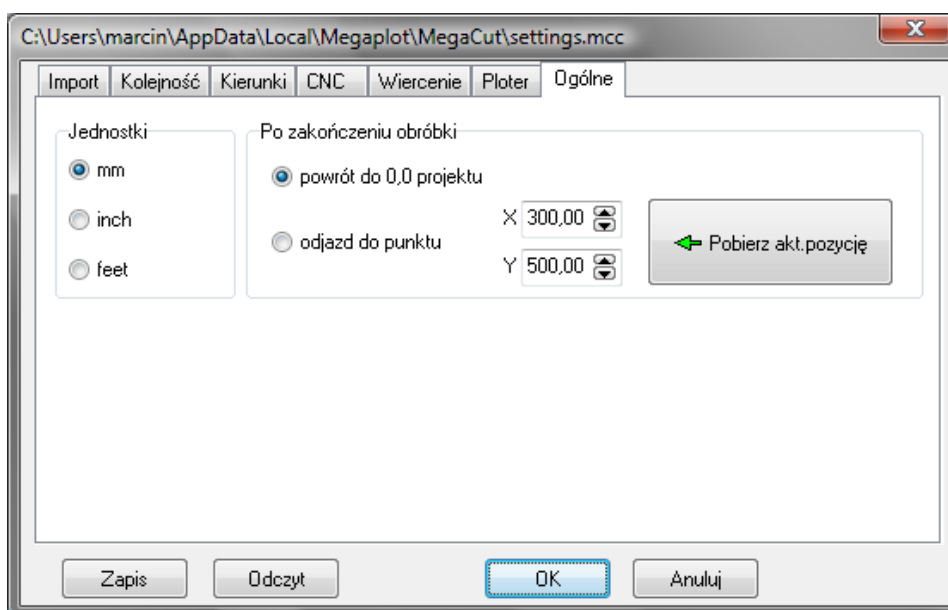 C:\Users\marcin\AppData\Local\Megaplot\MegaCut\settings.mcc
Import Kolejność Kierunki CNC Wiercenie Ploter Ogólne
Jednostki
mm
inch
feet
Po zakończeniu obróbki
powrót do 0,0 projektu
odjazd do punktu
X 300,00
Y 500,00
Pobierz akt.pozycję
Zapis Odczyt OK Anuluj